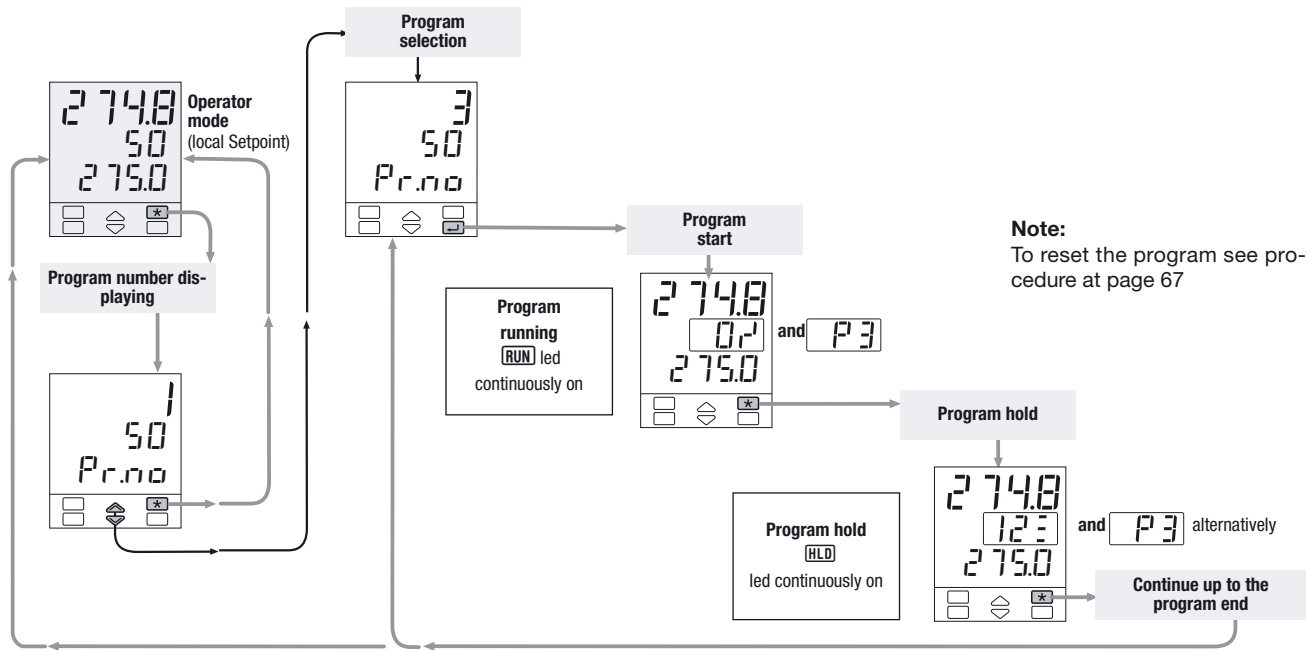 Program
selection
274.8
50
275.0
Operator
mode
(local Setpoint)
*
Program number dis-
playing
1
50
Pr.no
*
3
50
Pr.no
Program
start
Note:
To reset the program see pro-
cedure at page 67
Program
running
RUN led
continuously on
274.8
and P3
275.0
*
Program hold
Program hold
HLD
led continuously on
274.8
and P3 alternatively
275.0
*
Continue up to the
program end